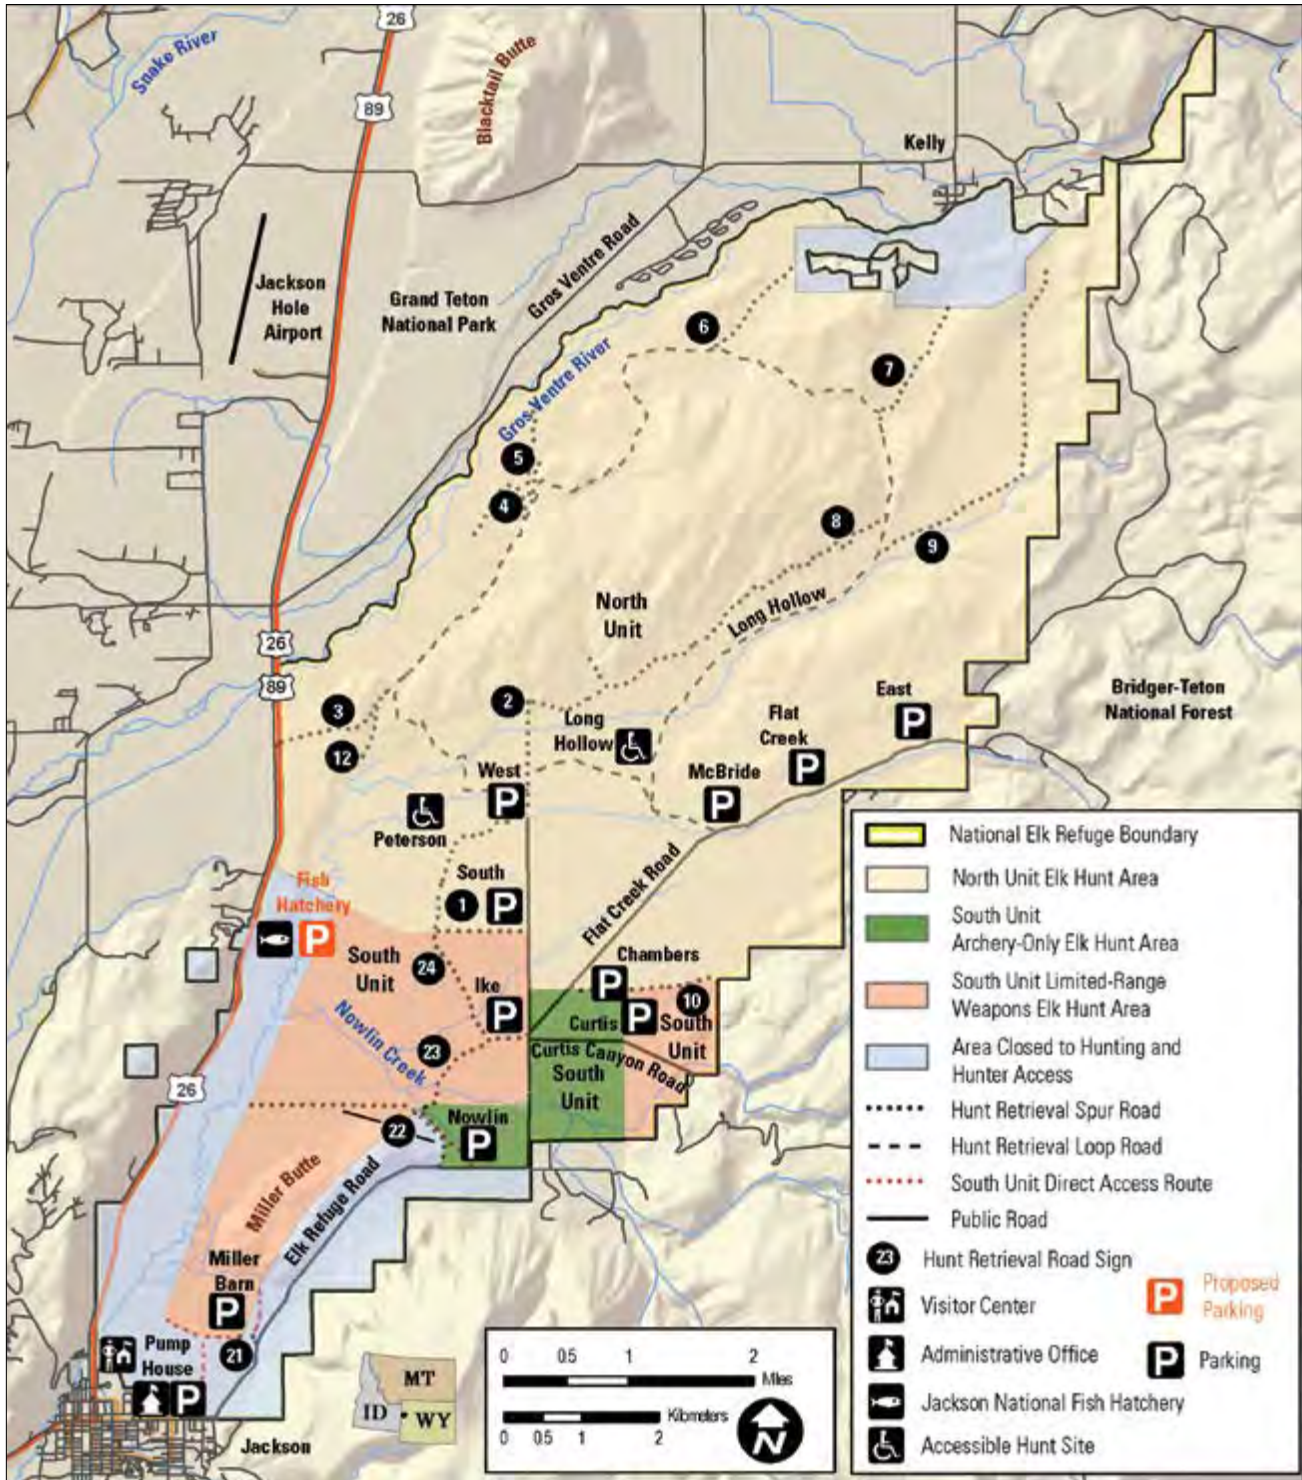 26
Snake River
Blacktail Butte
89
Kelly
Gros Ventre Road
Jackson
Hole
Airport
Grand Teton
National Park
6
7
Gros Ventre River
5
4
8
9
North
Unit
Long Hollow
26
89
3
2
12
Long
Hollow
Flat
Creek
P
East
P
Bridger-Teton
National Forest
West
P
McBride
P
Peterson
South
1
P
Flat Creek Road
Fish
Hatchery
P
South
Unit
24
Ike
P
Chambers
P
Curtis
P
10
South
Unit
Nowlin Creek
23
Curtis Canyon Road
South
Unit
26
22
Nowlin
P
Miller Butte
Elk Refuge Road
Miller
Barn
P
Pump
House
P
21
Jackson
MT
ID
WY
0 0.5 1 2
Miles
Kilometers
0 0.5 1 2
N
National Elk Refuge Boundary
North Unit Elk Hunt Area
South Unit
Archery-Only Elk Hunt Area
South Unit Limited-Range
Weapons Elk Hunt Area
Area Closed to Hunting and
Hunter Access
Hunt Retrieval Spur Road
Hunt Retrieval Loop Road
South Unit Direct Access Route
Public Road
23 Hunt Retrieval Road Sign
Visitor Center
P Proposed
Parking
Administrative Office
P Parking
Jackson National Fish Hatchery
Accessible Hunt Site